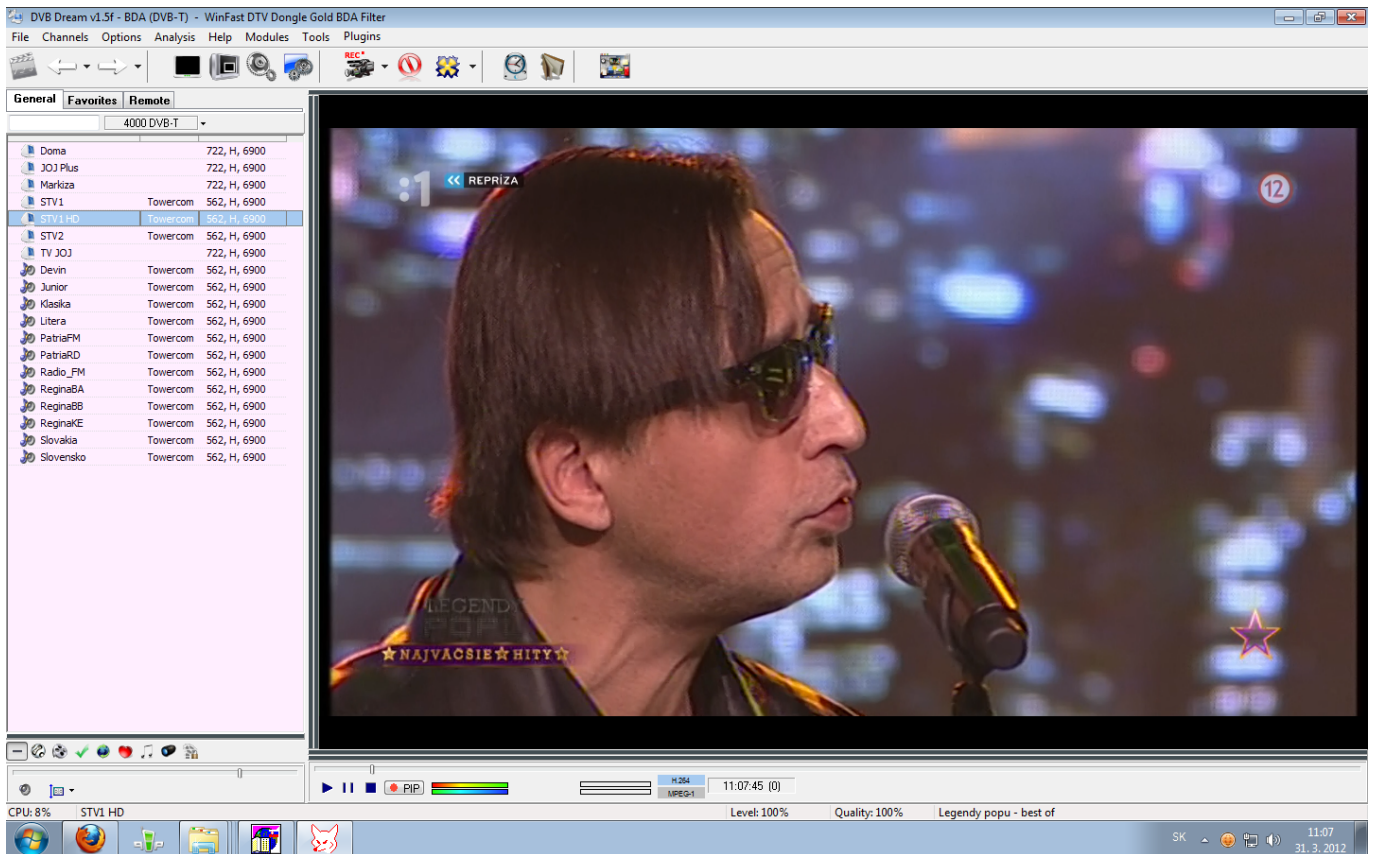 DVB Dream v1.5f - BDA (DVB-T) - WinFast DTV Dongle Gold BDA Filter
File Channels Options Analysis Help Modules Tools Plugins
REC
General Favorites Remote
4000 DVB-T
Doma 722, H, 6900
JOJ Plus 722, H, 6900
Markiza 722, H, 6900
STV1 Towercom 562, H, 6900
STV1 HD Towercom 562, H, 6900
STV2 Towercom 562, H, 6900
TV JOJ 722, H, 6900
Devin Towercom 562, H, 6900
Junior Towercom 562, H, 6900
Klasika Towercom 562, H, 6900
Litera Towercom 562, H, 6900
PatriaFM Towercom 562, H, 6900
PatriaRD Towercom 562, H, 6900
Radio_FM Towercom 562, H, 6900
ReginaBA Towercom 562, H, 6900
ReginaBB Towercom 562, H, 6900
ReginaKE Towercom 562, H, 6900
Slovakia Towercom 562, H, 6900
Slovensko Towercom 562, H, 6900
:1 REPRÍZA
12
LEGENDY
POPU
NAJVÄČŠIE HITY
PIP
H.264
MPEG-1
11:07:45 (0)
CPU: 8% STV1 HD Level: 100% Quality: 100% Legendy popu - best of
SK 11:07
31. 3. 2012